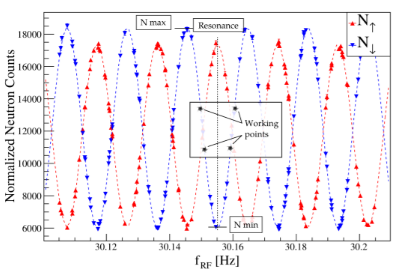 N max
Resonance
N↑
N↓
18000
16000
14000
12000
10000
8000
6000
Normalized Neutron Counts
Working
points
N min
30.12 30.14 30.16 30.18 30.2
f_RF [Hz]